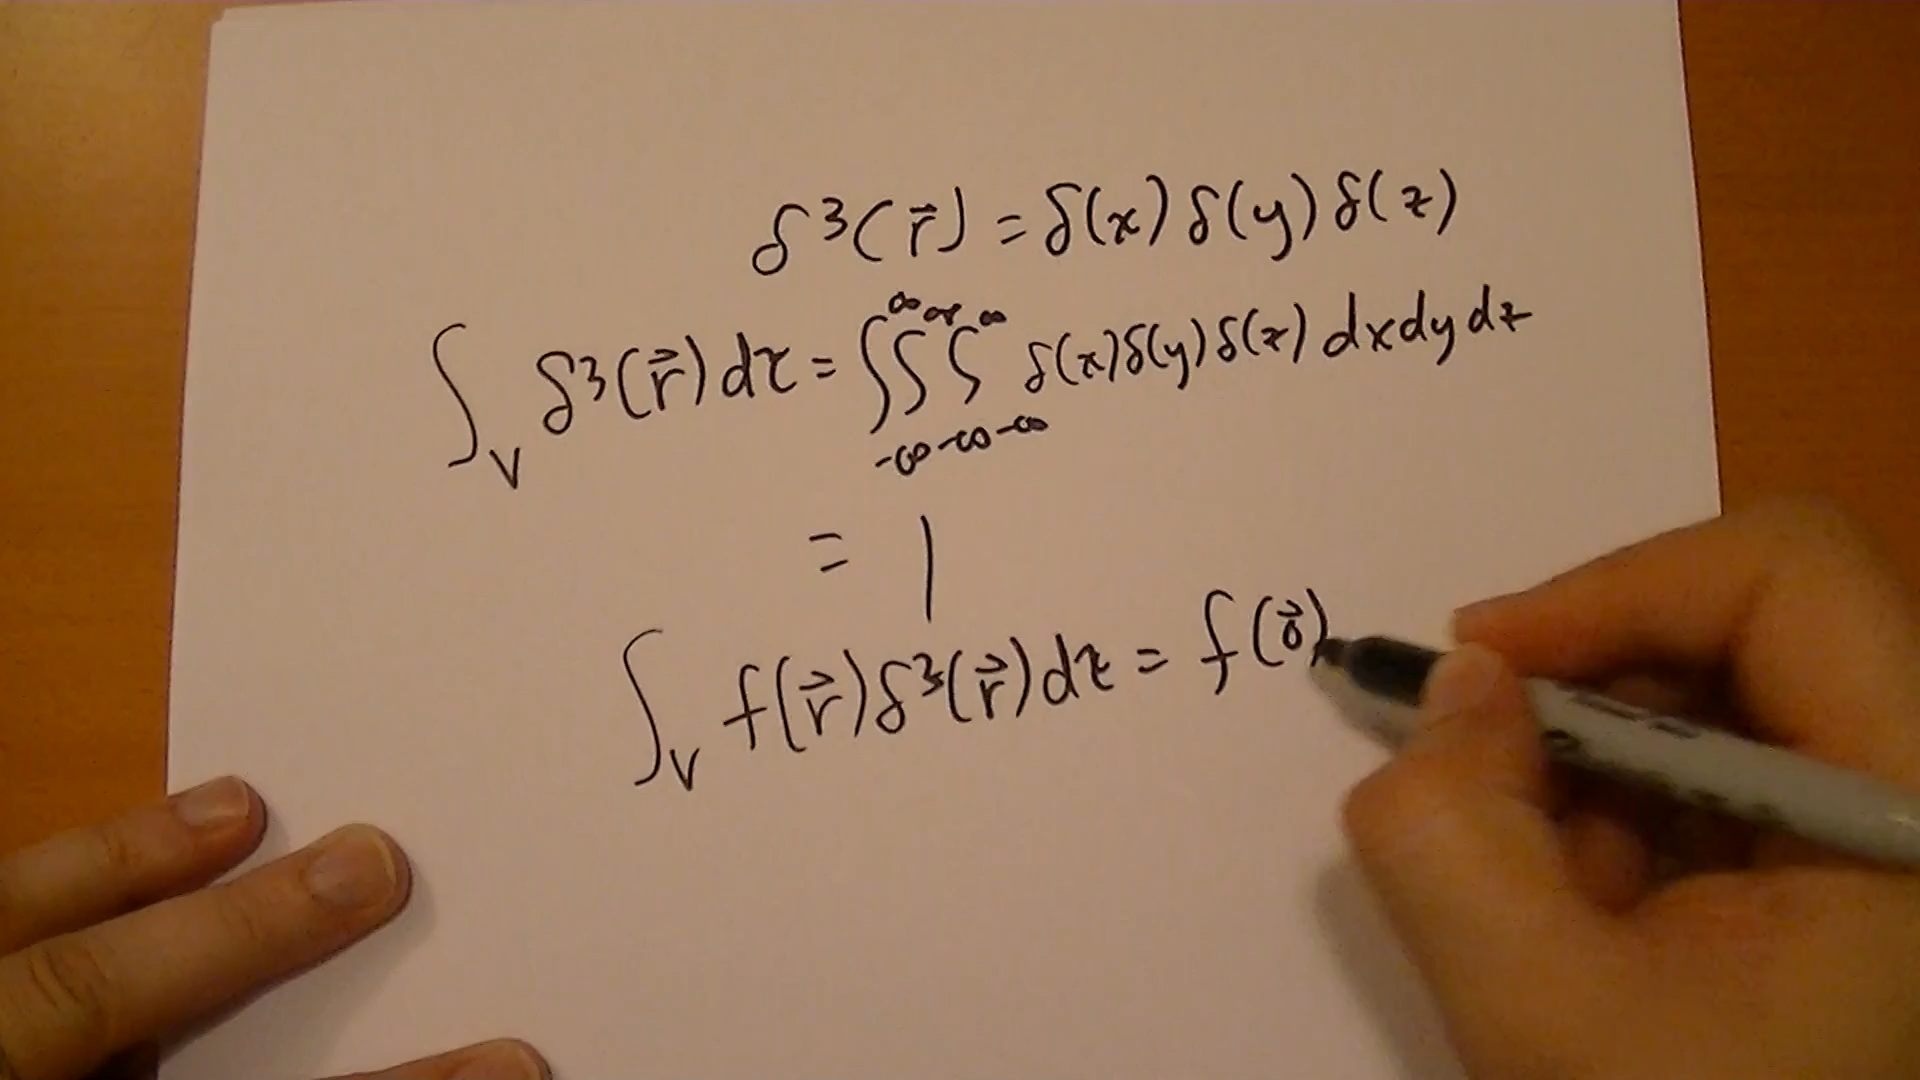 δ³(r⃗) = δ(x) δ(y) δ(z)
∫_V δ³(r⃗) dτ = ∫_{-∞}^{∞} ∫_{-∞}^{∞} ∫_{-∞}^{∞} δ(x) δ(y) δ(z) dx dy dz
= 1
∫_V f(r⃗) δ³(r⃗) dτ = f(0⃗)